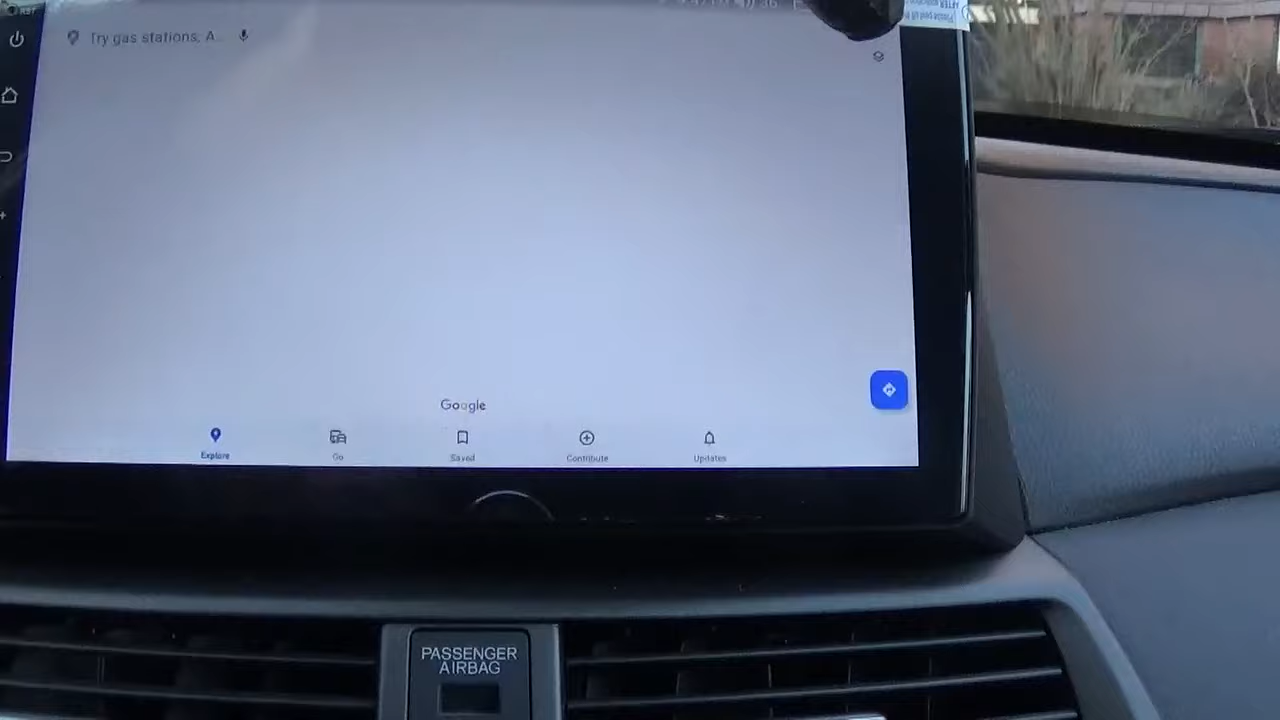 Try gas stations, A
Google
Explore
Go
Saved
Contribute
Updates
PASSENGER
AIRBAG